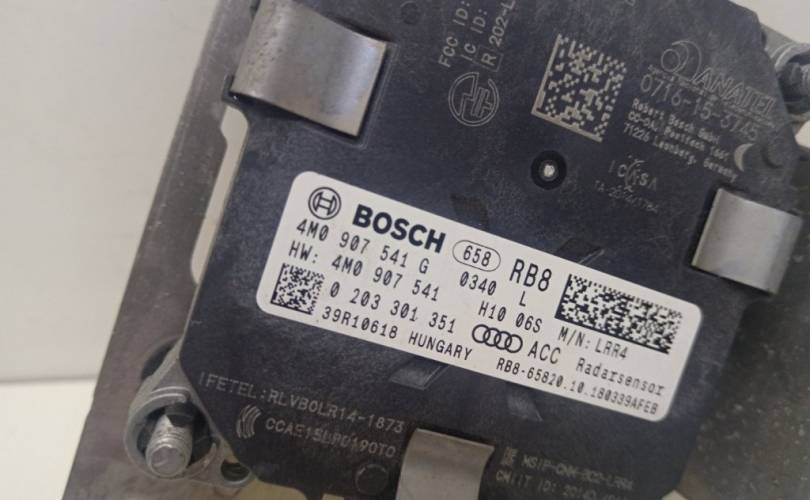 FCC ID:
IC ID:
R 202-L
ANATEL
0716-15-3745
Robert Bosch GmbH
71226 Leonberg, Germany
ICASA
BOSCH
658
RB8
4M0 907 541 G
0340 L
HW: 4M0 907 541
H10 06S
M/N: LRR4
0 203 301 351
ACC Radarsensor
39R10618 HUNGARY
RB8-65820.10.180339AFEB
IFETEL:RLVBOLR14-1873
CCAE15LP0190T0